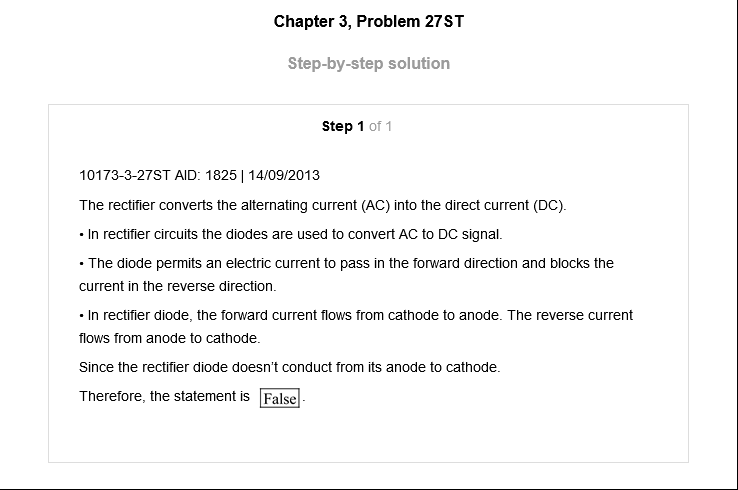 Chapter 3, Problem 27ST
Step-by-step solution
Step 1 of 1
10173-3-27ST AID: 1825 | 14/09/2013
The rectifier converts the alternating current (AC) into the direct current (DC).
• In rectifier circuits the diodes are used to convert AC to DC signal.
• The diode permits an electric current to pass in the forward direction and blocks the
current in the reverse direction.
• In rectifier diode, the forward current flows from cathode to anode. The reverse current
flows from anode to cathode.
Since the rectifier diode doesn't conduct from its anode to cathode.
Therefore, the statement is False.